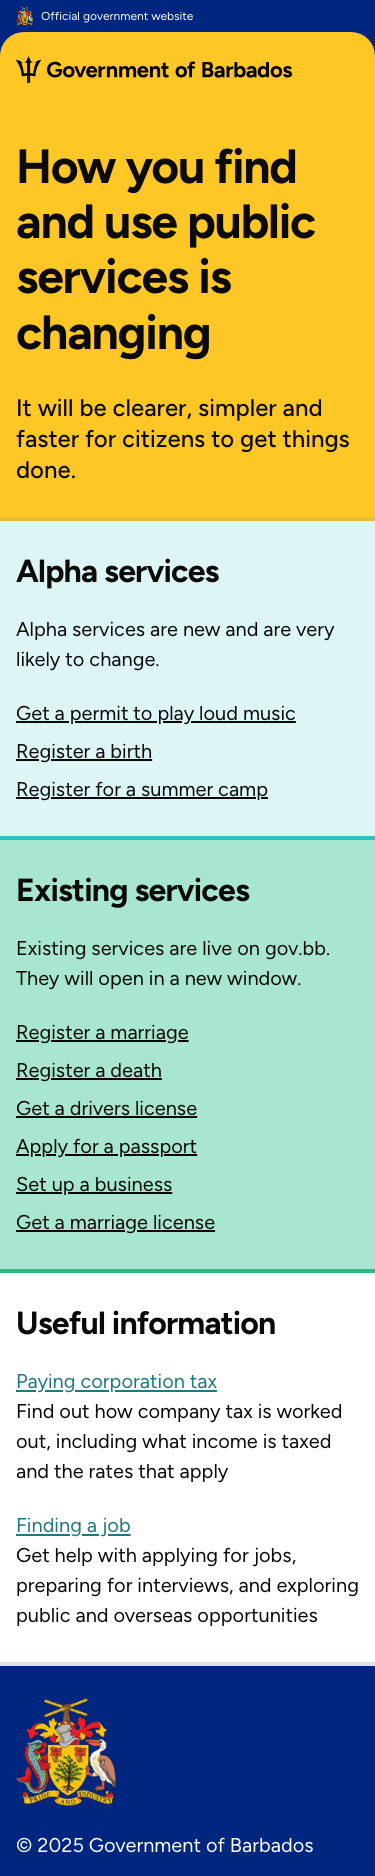 Official government website
Government of Barbados
How you find
and use public
services is
changing
It will be clearer, simpler and
faster for citizens to get things
done.
Alpha services
Alpha services are new and are very
likely to change.
Get a permit to play loud music
Register a birth
Register for a summer camp
Existing services
Existing services are live on gov.bb.
They will open in a new window.
Register a marriage
Register a death
Get a drivers license
Apply for a passport
Set up a business
Get a marriage license
Useful information
Paying corporation tax
Find out how company tax is worked
out, including what income is taxed
and the rates that apply
Finding a job
Get help with applying for jobs,
preparing for interviews, and exploring
public and overseas opportunities
PRIDE AND INDUSTRY
© 2025 Government of Barbados